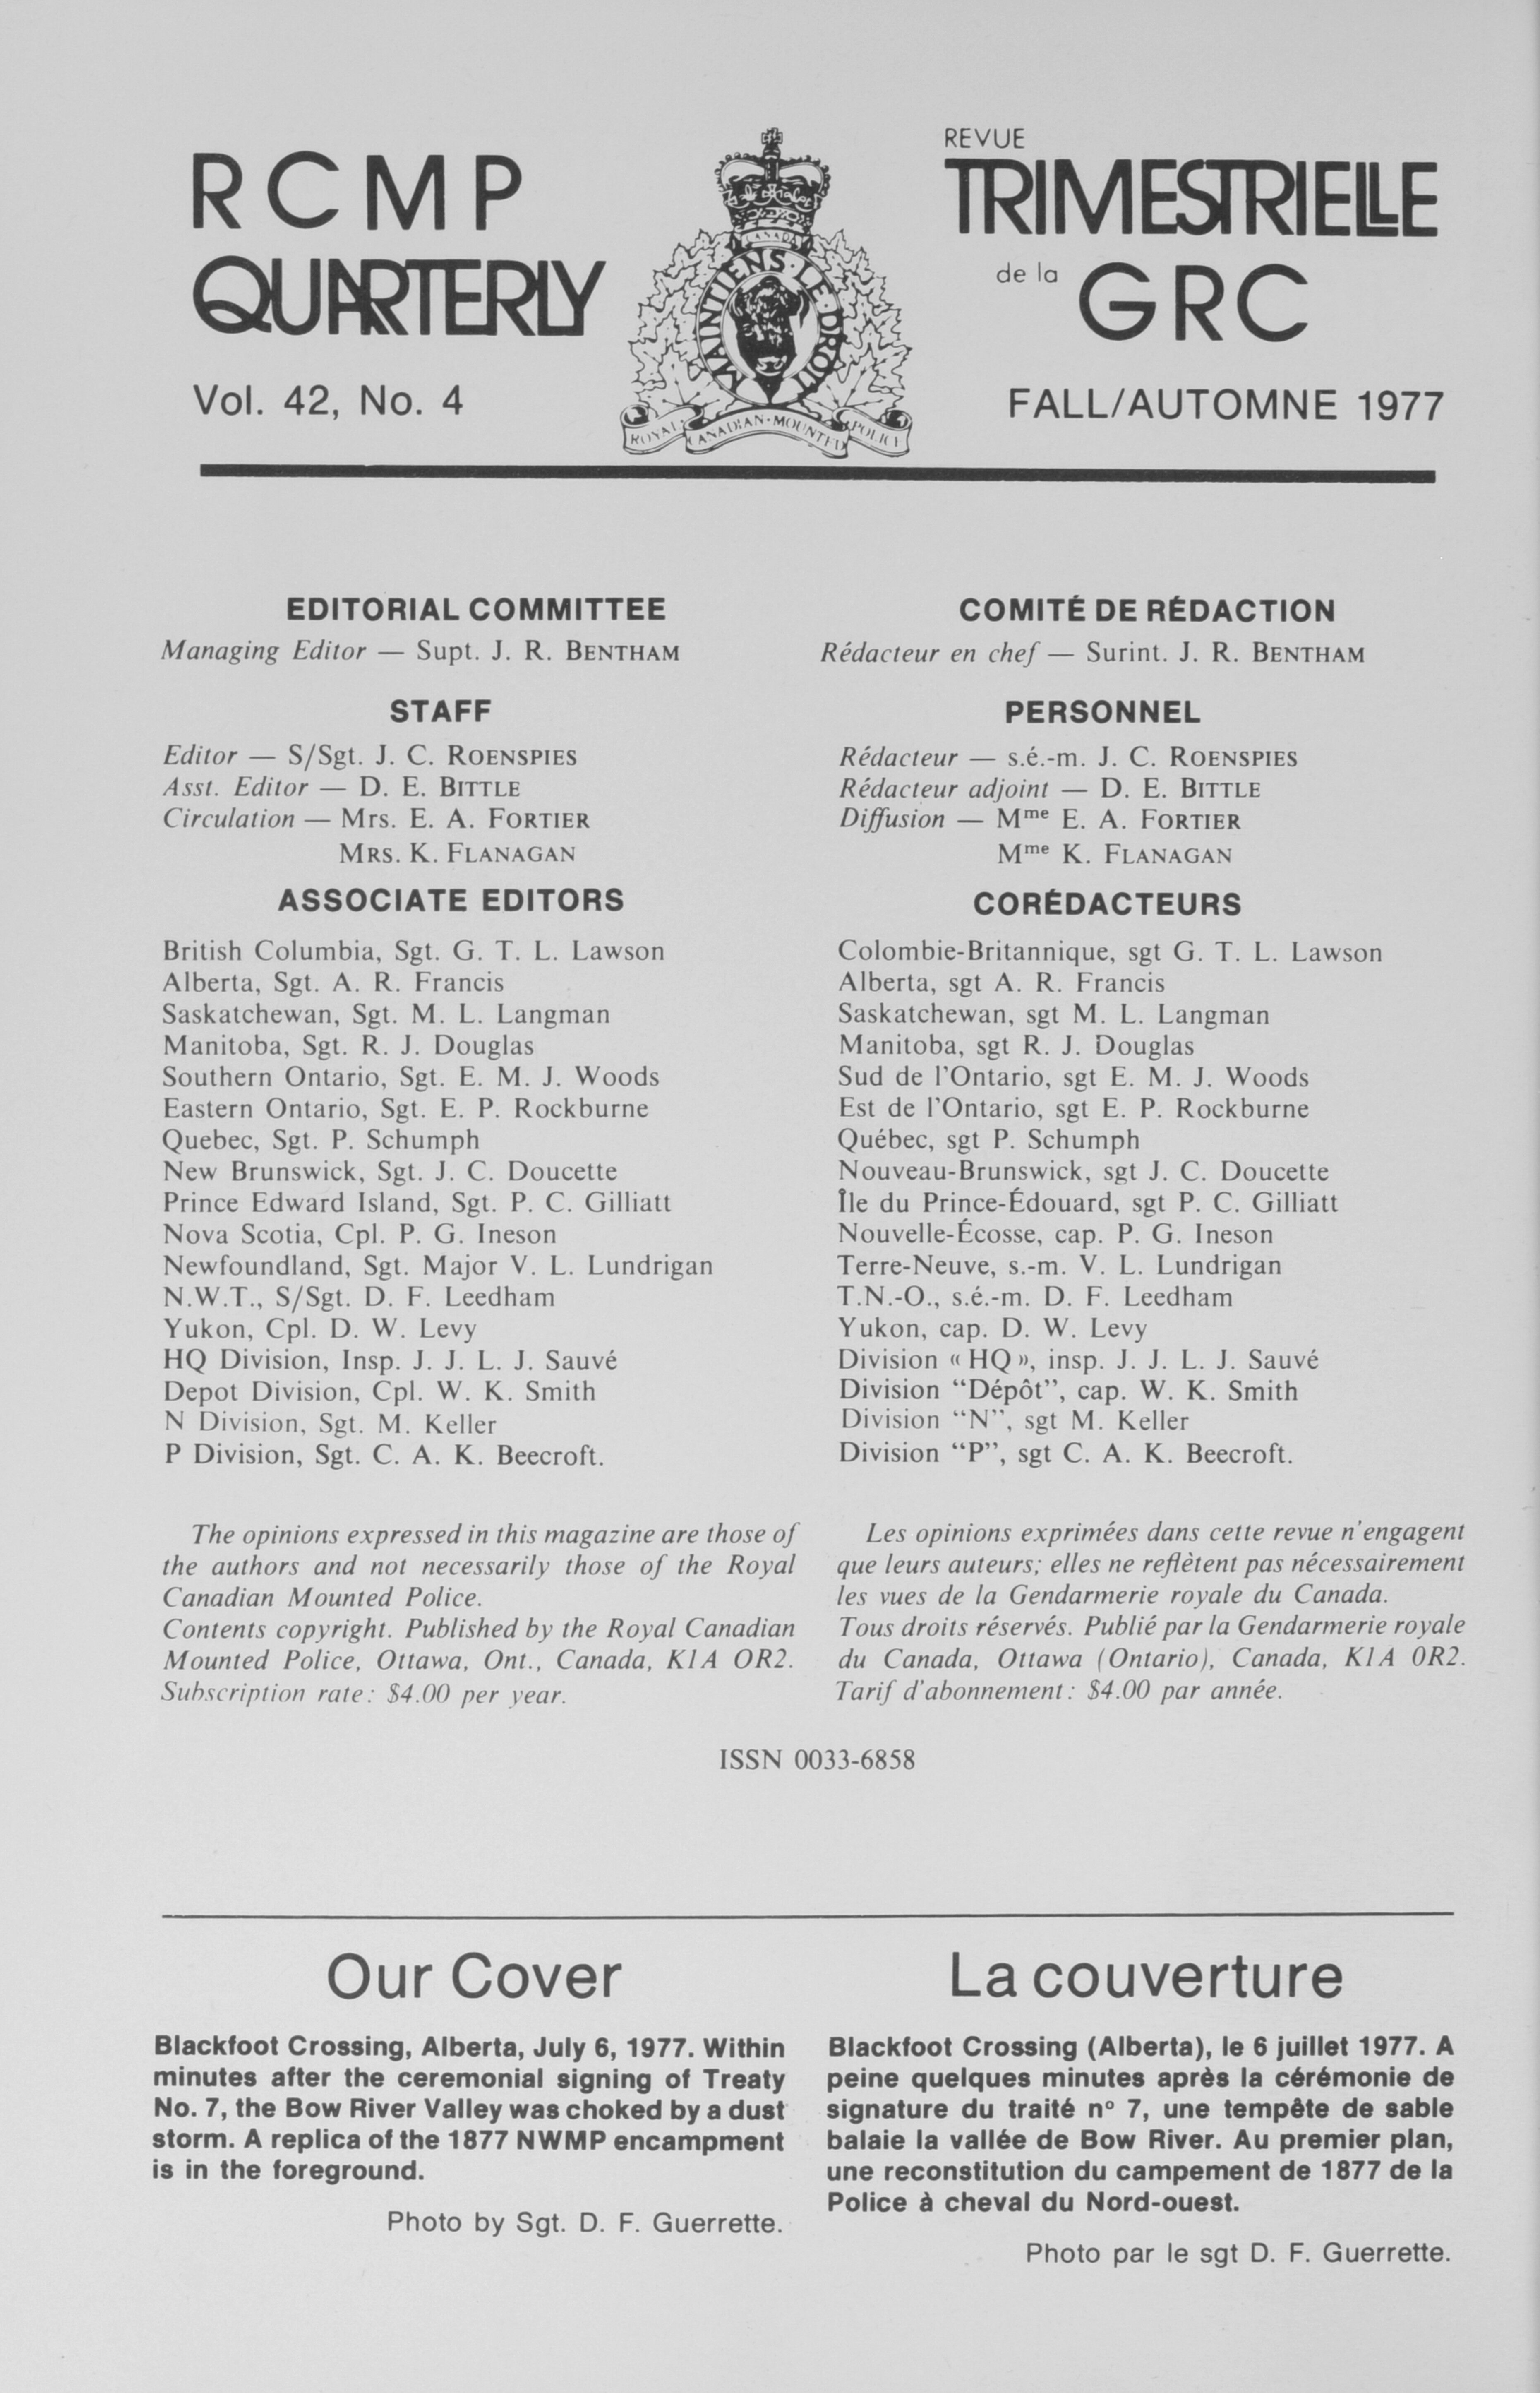 RCMP
QUARTERLY
Vol. 42, No. 4
CANADA
MAINTIENS LE DROIT
ROYAL CANADIAN MOUNTED POLICE
REVUE
TRIMESTRIELLE
de la GRC
FALL/AUTOMNE 1977
EDITORIAL COMMITTEE
Managing Editor — Supt. J. R. BENTHAM
STAFF
Editor — S/Sgt. J. C. ROENSPIES
Asst. Editor — D. E. BITTLE
Circulation — Mrs. E. A. FORTIER
MRS. K. FLANAGAN
ASSOCIATE EDITORS
British Columbia, Sgt. G. T. L. Lawson
Alberta, Sgt. A. R. Francis
Saskatchewan, Sgt. M. L. Langman
Manitoba, Sgt. R. J. Douglas
Southern Ontario, Sgt. E. M. J. Woods
Eastern Ontario, Sgt. E. P. Rockburne
Quebec, Sgt. P. Schumph
New Brunswick, Sgt. J. C. Doucette
Prince Edward Island, Sgt. P. C. Gilliatt
Nova Scotia, Cpl. P. G. Ineson
Newfoundland, Sgt. Major V. L. Lundrigan
N.W.T., S/Sgt. D. F. Leedham
Yukon, Cpl. D. W. Levy
HQ Division, Insp. J. J. L. J. Sauvé
Depot Division, Cpl. W. K. Smith
N Division, Sgt. M. Keller
P Division, Sgt. C. A. K. Beecroft.
The opinions expressed in this magazine are those of
the authors and not necessarily those of the Royal
Canadian Mounted Police.
Contents copyright. Published by the Royal Canadian
Mounted Police, Ottawa, Ont., Canada, K1A OR2.
Subscription rate: $4.00 per year.
COMITÉ DE RÉDACTION
Rédacteur en chef — Surint. J. R. BENTHAM
PERSONNEL
Rédacteur — s.é.-m. J. C. ROENSPIES
Rédacteur adjoint — D. E. BITTLE
Diffusion — Mme E. A. FORTIER
Mme K. FLANAGAN
CORÉDACTEURS
Colombie-Britannique, sgt G. T. L. Lawson
Alberta, sgt A. R. Francis
Saskatchewan, sgt M. L. Langman
Manitoba, sgt R. J. Douglas
Sud de l'Ontario, sgt E. M. J. Woods
Est de l'Ontario, sgt E. P. Rockburne
Québec, sgt P. Schumph
Nouveau-Brunswick, sgt J. C. Doucette
Île du Prince-Édouard, sgt P. C. Gilliatt
Nouvelle-Écosse, cap. P. G. Ineson
Terre-Neuve, s.-m. V. L. Lundrigan
T.N.-O., s.é.-m. D. F. Leedham
Yukon, cap. D. W. Levy
Division « HQ », insp. J. J. L. J. Sauvé
Division “Dépôt”, cap. W. K. Smith
Division “N”, sgt M. Keller
Division “P”, sgt C. A. K. Beecroft.
Les opinions exprimées dans cette revue n'engagent
que leurs auteurs; elles ne reflètent pas nécessairement
les vues de la Gendarmerie royale du Canada.
Tous droits réservés. Publié par la Gendarmerie royale
du Canada, Ottawa (Ontario), Canada, K1A 0R2.
Tarif d'abonnement: $4.00 par année.
ISSN 0033-6858
Our Cover
Blackfoot Crossing, Alberta, July 6, 1977. Within
minutes after the ceremonial signing of Treaty
No. 7, the Bow River Valley was choked by a dust
storm. A replica of the 1877 NWMP encampment
is in the foreground.
Photo by Sgt. D. F. Guerrette.
La couverture
Blackfoot Crossing (Alberta), le 6 juillet 1977. A
peine quelques minutes après la cérémonie de
signature du traité nº 7, une tempête de sable
balaie la vallée de Bow River. Au premier plan,
une reconstitution du campement de 1877 de la
Police à cheval du Nord-ouest.
Photo par le sgt D. F. Guerrette.